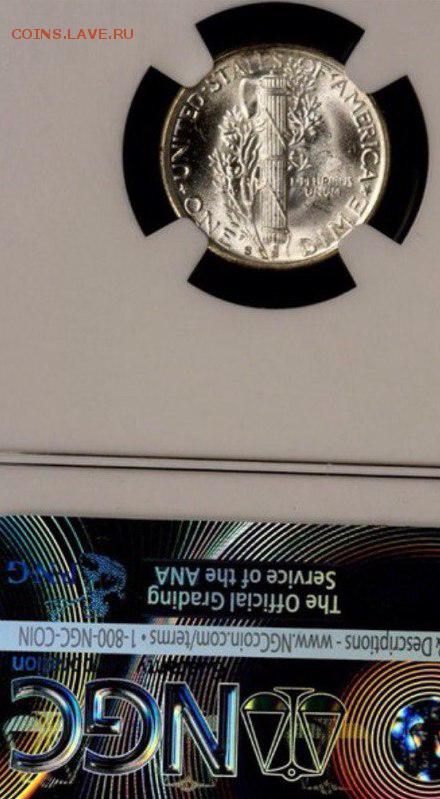 COINS.LAVE.RU
UNITED STATES OF AMERICA
E PLURIBUS
UNUM
S
ONE DIME
NGC
& Descriptions - www.NGCcoin.com/terms • 1-800-NGC-COIN
The Official Grading
Service of the ANA
PNG